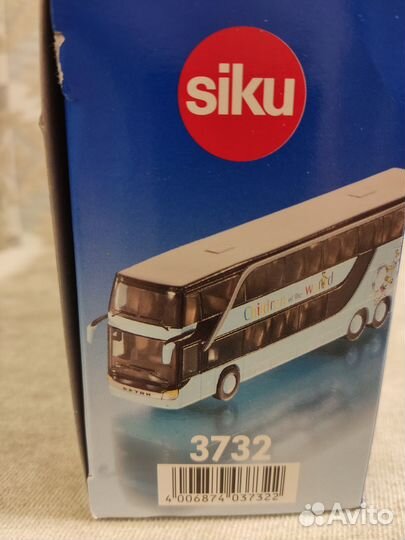 siku
Children of the World
SETRA
3732
4 006874 037322
Avito